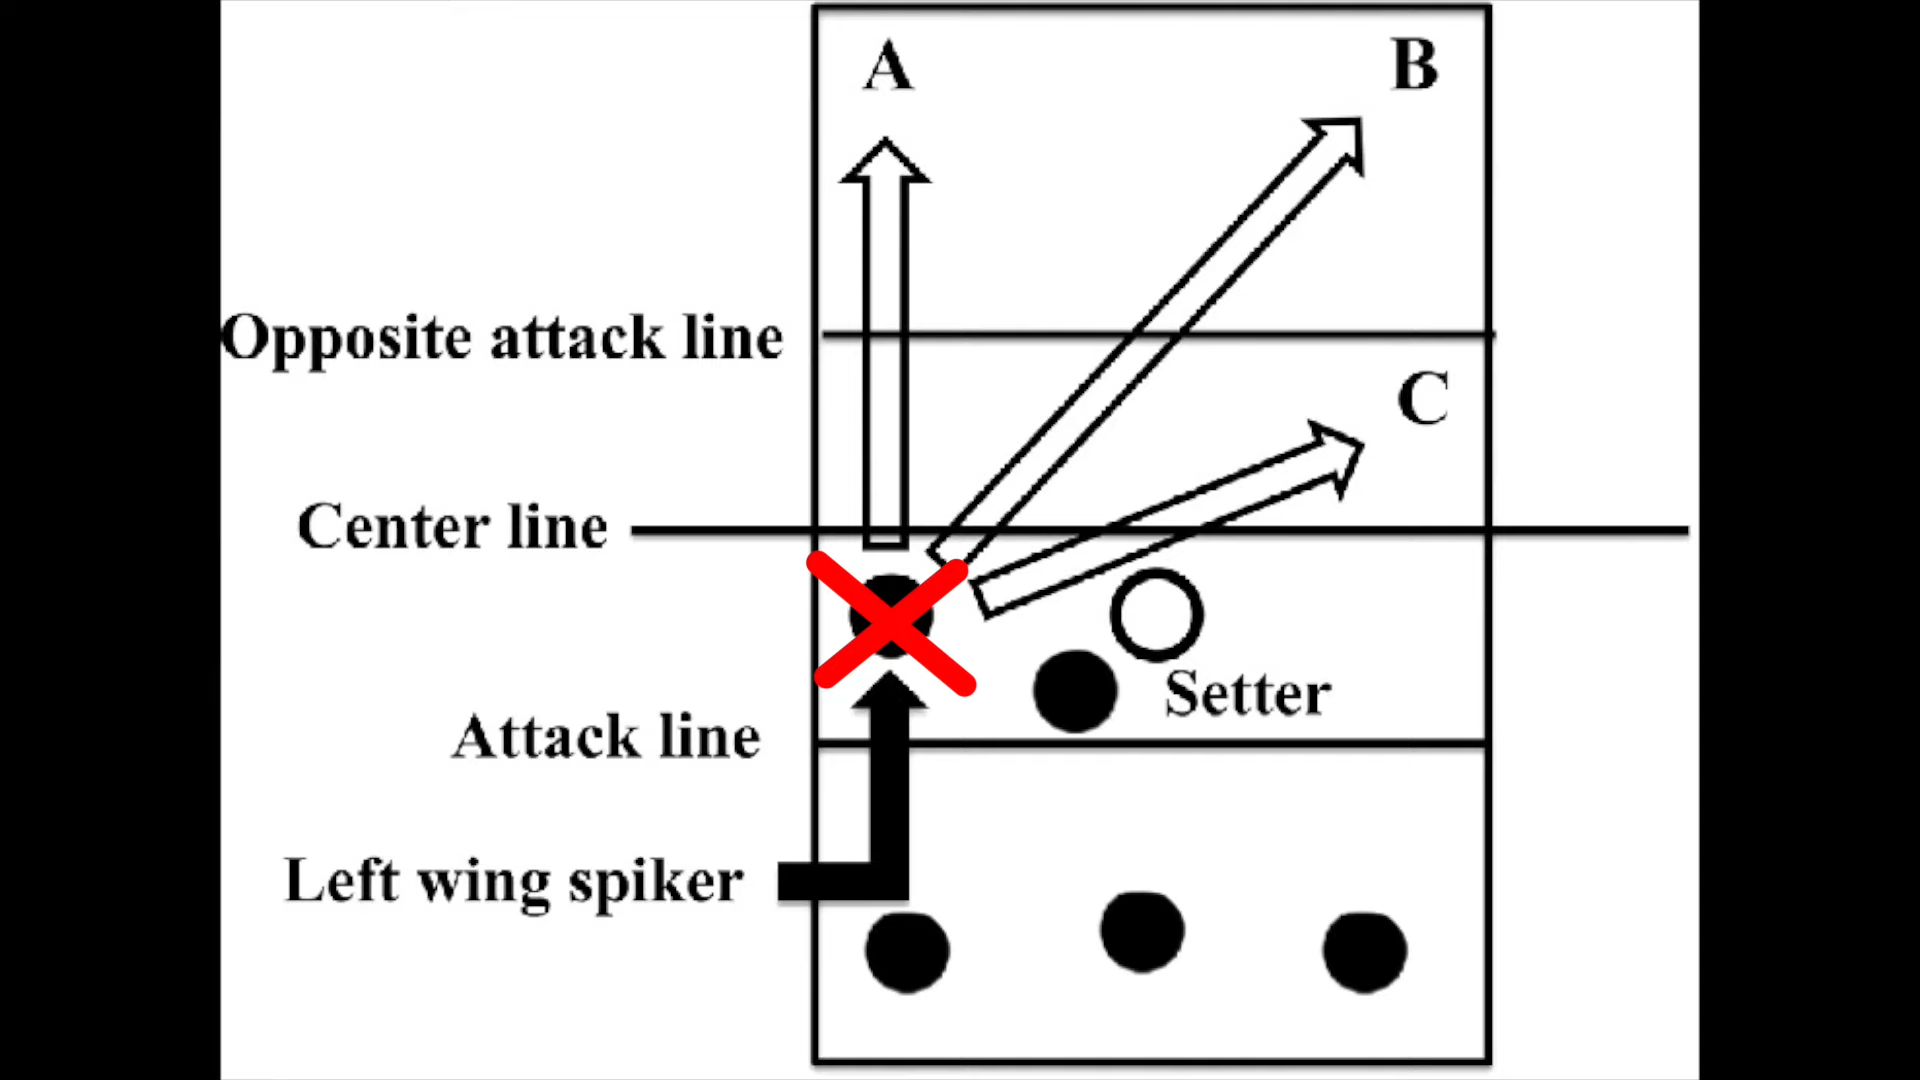 A
B
Opposite attack line
C
Center line
Setter
Attack line
Left wing spiker